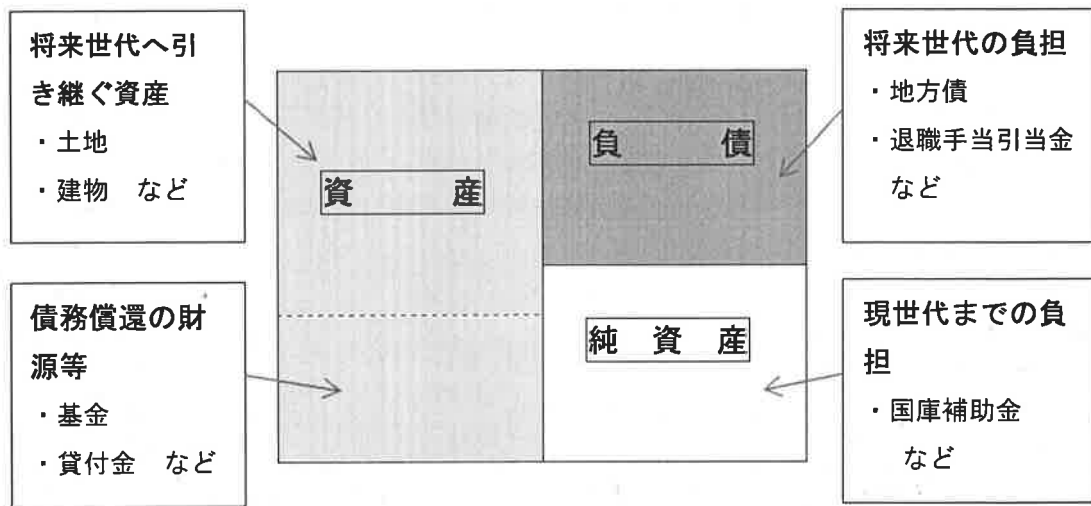 将来世代へ引
き継ぐ資産
・土地
・建物　など
債務償還の財
源等
・基金
・貸付金　など
資　産
負　債
純　資　産
将来世代の負担
・地方債
・退職手当引当金
など
現世代までの負
担
・国庫補助金
など